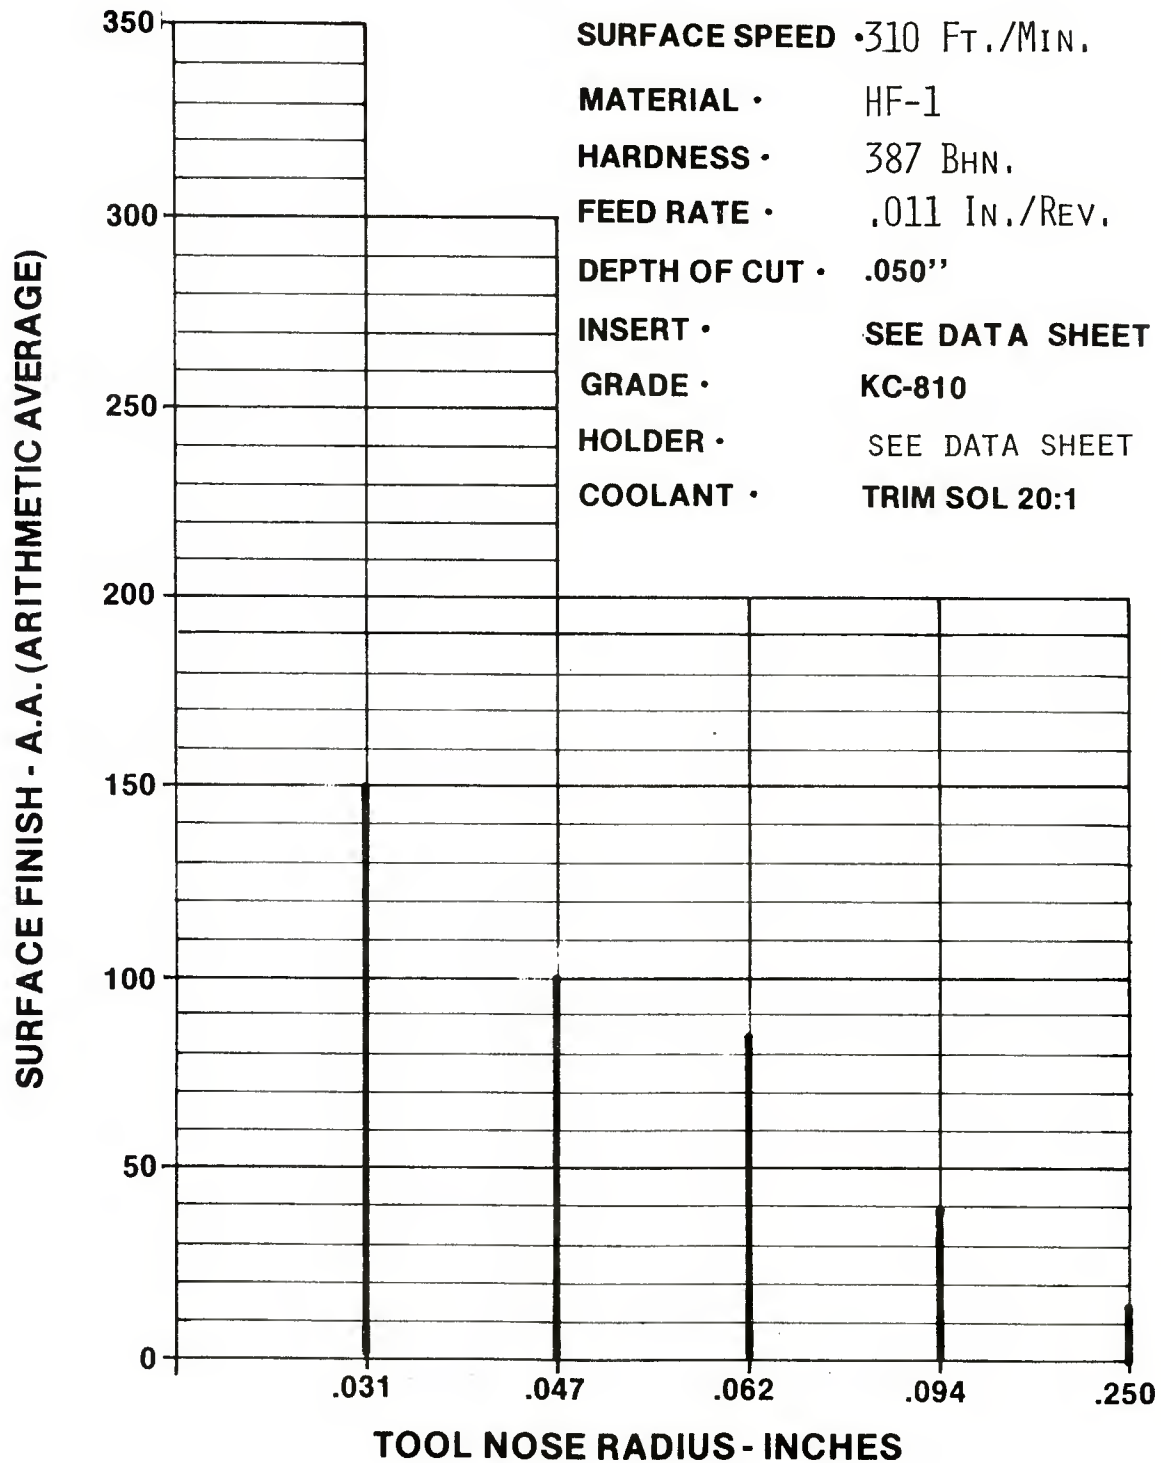 SURFACE SPEED • 310 FT./MIN.
MATERIAL • HF-1
HARDNESS • 387 BHN.
FEED RATE • .011 IN./REV.
DEPTH OF CUT • .050’’
INSERT • SEE DATA SHEET
GRADE • KC-810
HOLDER • SEE DATA SHEET
COOLANT • TRIM SOL 20:1
SURFACE FINISH - A.A. (ARITHMETIC AVERAGE)
350
300
250
200
150
100
50
0
.031 .047 .062 .094 .250
TOOL NOSE RADIUS - INCHES